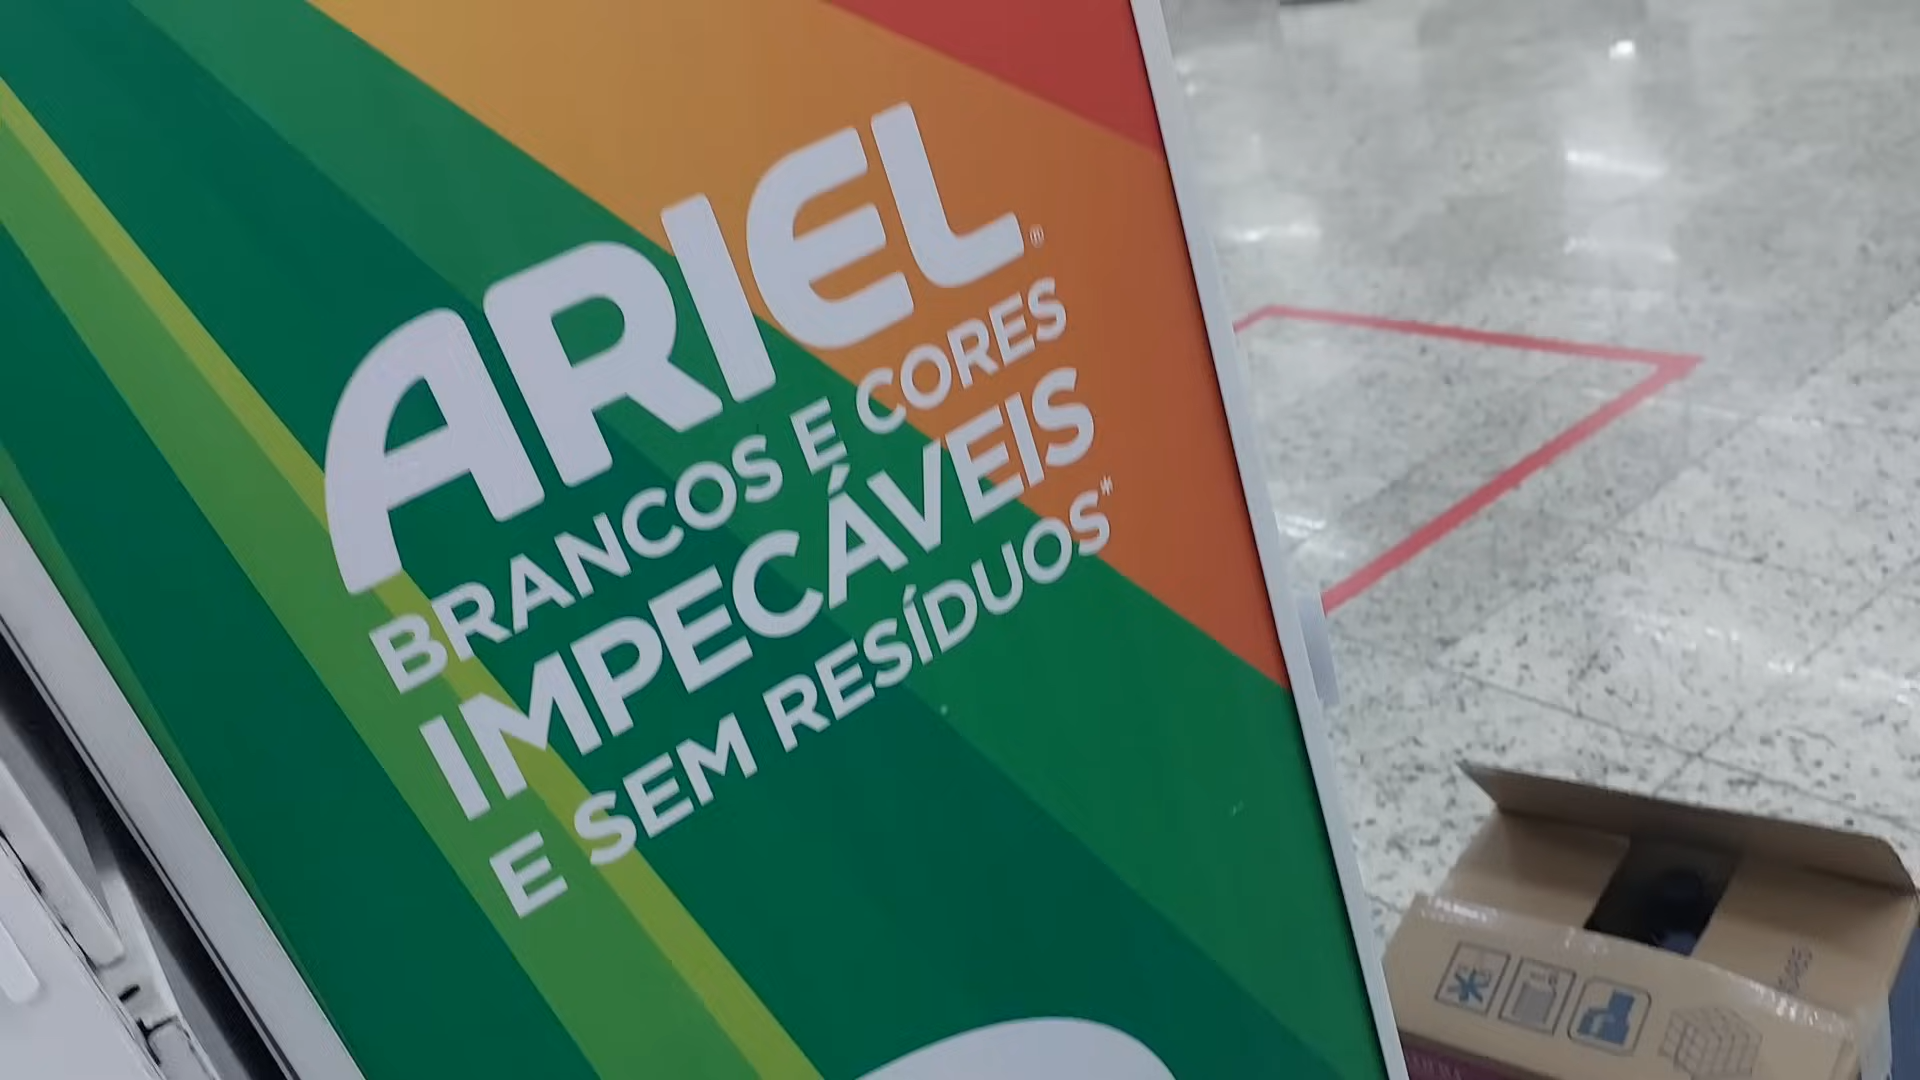 ARIEL®
BRANCOS E CORES
IMPECÁVEIS
E SEM RESÍDUOS*